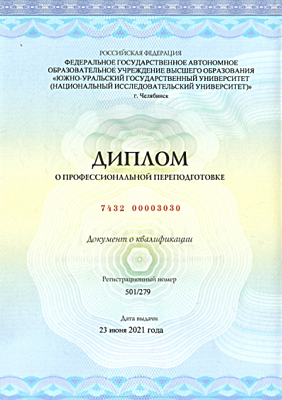 РОССИЙСКАЯ ФЕДЕРАЦИЯ
ФЕДЕРАЛЬНОЕ ГОСУДАРСТВЕННОЕ АВТОНОМНОЕ
ОБРАЗОВАТЕЛЬНОЕ УЧРЕЖДЕНИЕ ВЫСШЕГО ОБРАЗОВАНИЯ
«ЮЖНО-УРАЛЬСКИЙ ГОСУДАРСТВЕННЫЙ УНИВЕРСИТЕТ
(НАЦИОНАЛЬНЫЙ ИССЛЕДОВАТЕЛЬСКИЙ УНИВЕРСИТЕТ)»
г. Челябинск
ДИПЛОМ
О ПРОФЕССИОНАЛЬНОЙ ПЕРЕПОДГОТОВКЕ
7432 00003030
Документ о квалификации
Регистрационный номер
501/279
Дата выдачи
23 июня 2021 года